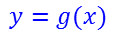 y = g(x)